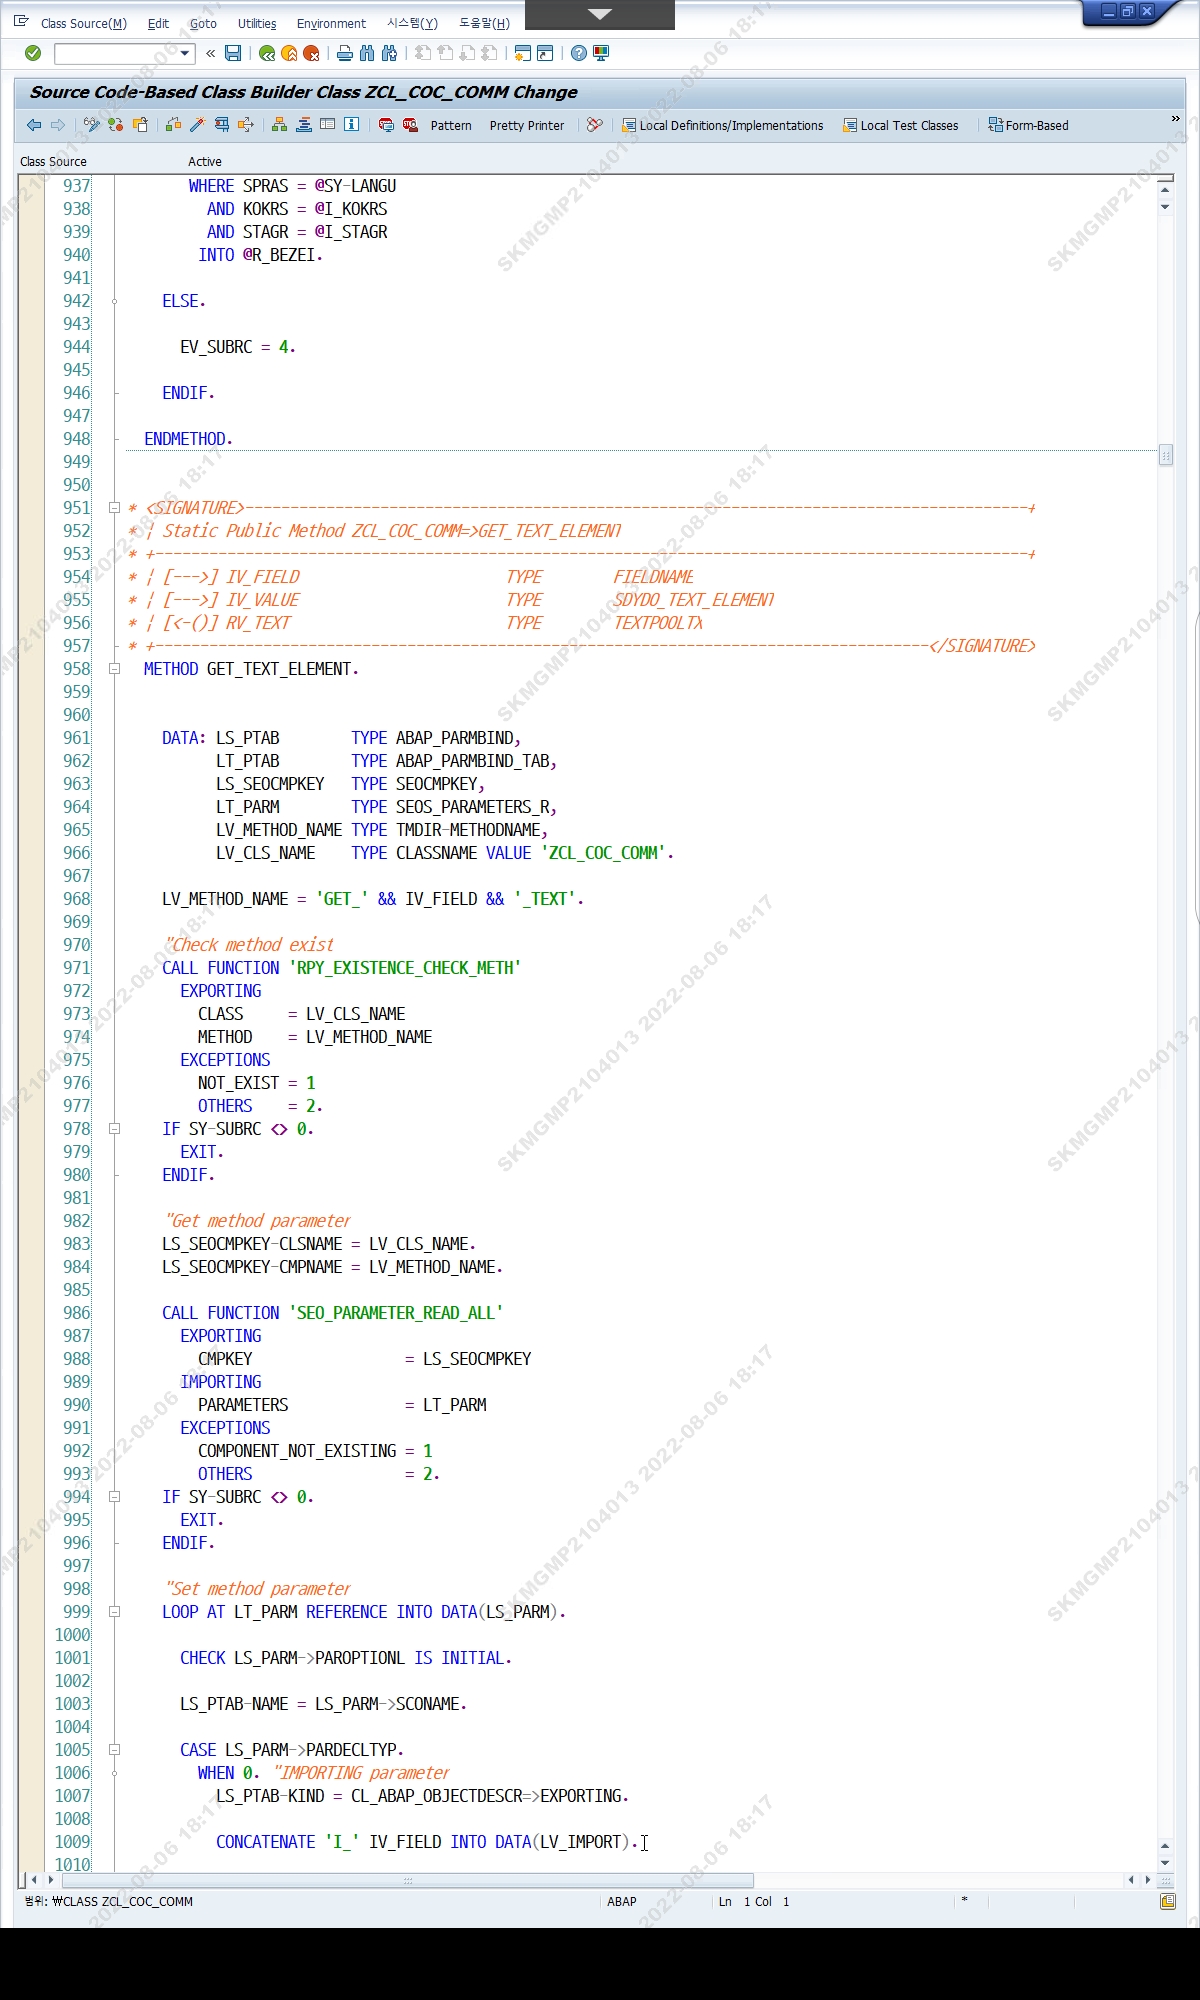 Class Source(M) Edit Goto Utilities Environment 시스템(Y) 도움말(H)
Source Code-Based Class Builder Class ZCL_COC_COMM Change
Pattern Pretty Printer Local Definitions/Implementations Local Test Classes Form-Based »
Class Source Active
937 WHERE SPRAS = @SY-LANGU
938 AND KOKRS = @I_KOKRS
939 AND STAGR = @I_STAGR
940 INTO @R_BEZEI.
941
942 ELSE.
943
944 EV_SUBRC = 4.
945
946 ENDIF.
947
948 ENDMETHOD.
949
950
951 * <SIGNATURE>---------------------------------------------------------------------------------------+
952 * | Static Public Method ZCL_COC_COMM=>GET_TEXT_ELEMENT
953 * +-------------------------------------------------------------------------------------------------+
954 * | [--->] IV_FIELD TYPE FIELDNAME
955 * | [--->] IV_VALUE TYPE SDYDO_TEXT_ELEMENT
956 * | [<-()] RV_TEXT TYPE TEXTPOOLTX
957 * +--------------------------------------------------------------------------------------</SIGNATURE>
958 METHOD GET_TEXT_ELEMENT.
959
960
961 DATA: LS_PTAB TYPE ABAP_PARMBIND,
962 LT_PTAB TYPE ABAP_PARMBIND_TAB,
963 LS_SEOCMPKEY TYPE SEOCMPKEY,
964 LT_PARM TYPE SEOS_PARAMETERS_R,
965 LV_METHOD_NAME TYPE TMDIR-METHODNAME,
966 LV_CLS_NAME TYPE CLASSNAME VALUE 'ZCL_COC_COMM'.
967
968 LV_METHOD_NAME = 'GET_' && IV_FIELD && '_TEXT'.
969
970 "Check method exist
971 CALL FUNCTION 'RPY_EXISTENCE_CHECK_METH'
972 EXPORTING
973 CLASS = LV_CLS_NAME
974 METHOD = LV_METHOD_NAME
975 EXCEPTIONS
976 NOT_EXIST = 1
977 OTHERS = 2.
978 IF SY-SUBRC <> 0.
979 EXIT.
980 ENDIF.
981
982 "Get method parameter
983 LS_SEOCMPKEY-CLSNAME = LV_CLS_NAME.
984 LS_SEOCMPKEY-CMPNAME = LV_METHOD_NAME.
985
986 CALL FUNCTION 'SEO_PARAMETER_READ_ALL'
987 EXPORTING
988 CMPKEY = LS_SEOCMPKEY
989 IMPORTING
990 PARAMETERS = LT_PARM
991 EXCEPTIONS
992 COMPONENT_NOT_EXISTING = 1
993 OTHERS = 2.
994 IF SY-SUBRC <> 0.
995 EXIT.
996 ENDIF.
997
998 "Set method parameter
999 LOOP AT LT_PARM REFERENCE INTO DATA(LS_PARM).
1000
1001 CHECK LS_PARM->PAROPTIONL IS INITIAL.
1002
1003 LS_PTAB-NAME = LS_PARM->SCONAME.
1004
1005 CASE LS_PARM->PARDECLTYP.
1006 WHEN 0. "IMPORTING parameter
1007 LS_PTAB-KIND = CL_ABAP_OBJECTDESCR=>EXPORTING.
1008
1009 CONCATENATE 'I_' IV_FIELD INTO DATA(LV_IMPORT).
1010
범위: ₩CLASS ZCL_COC_COMM ABAP Ln 1 Col 1 *
SKMGMP2104013 2022-08-06 18:17